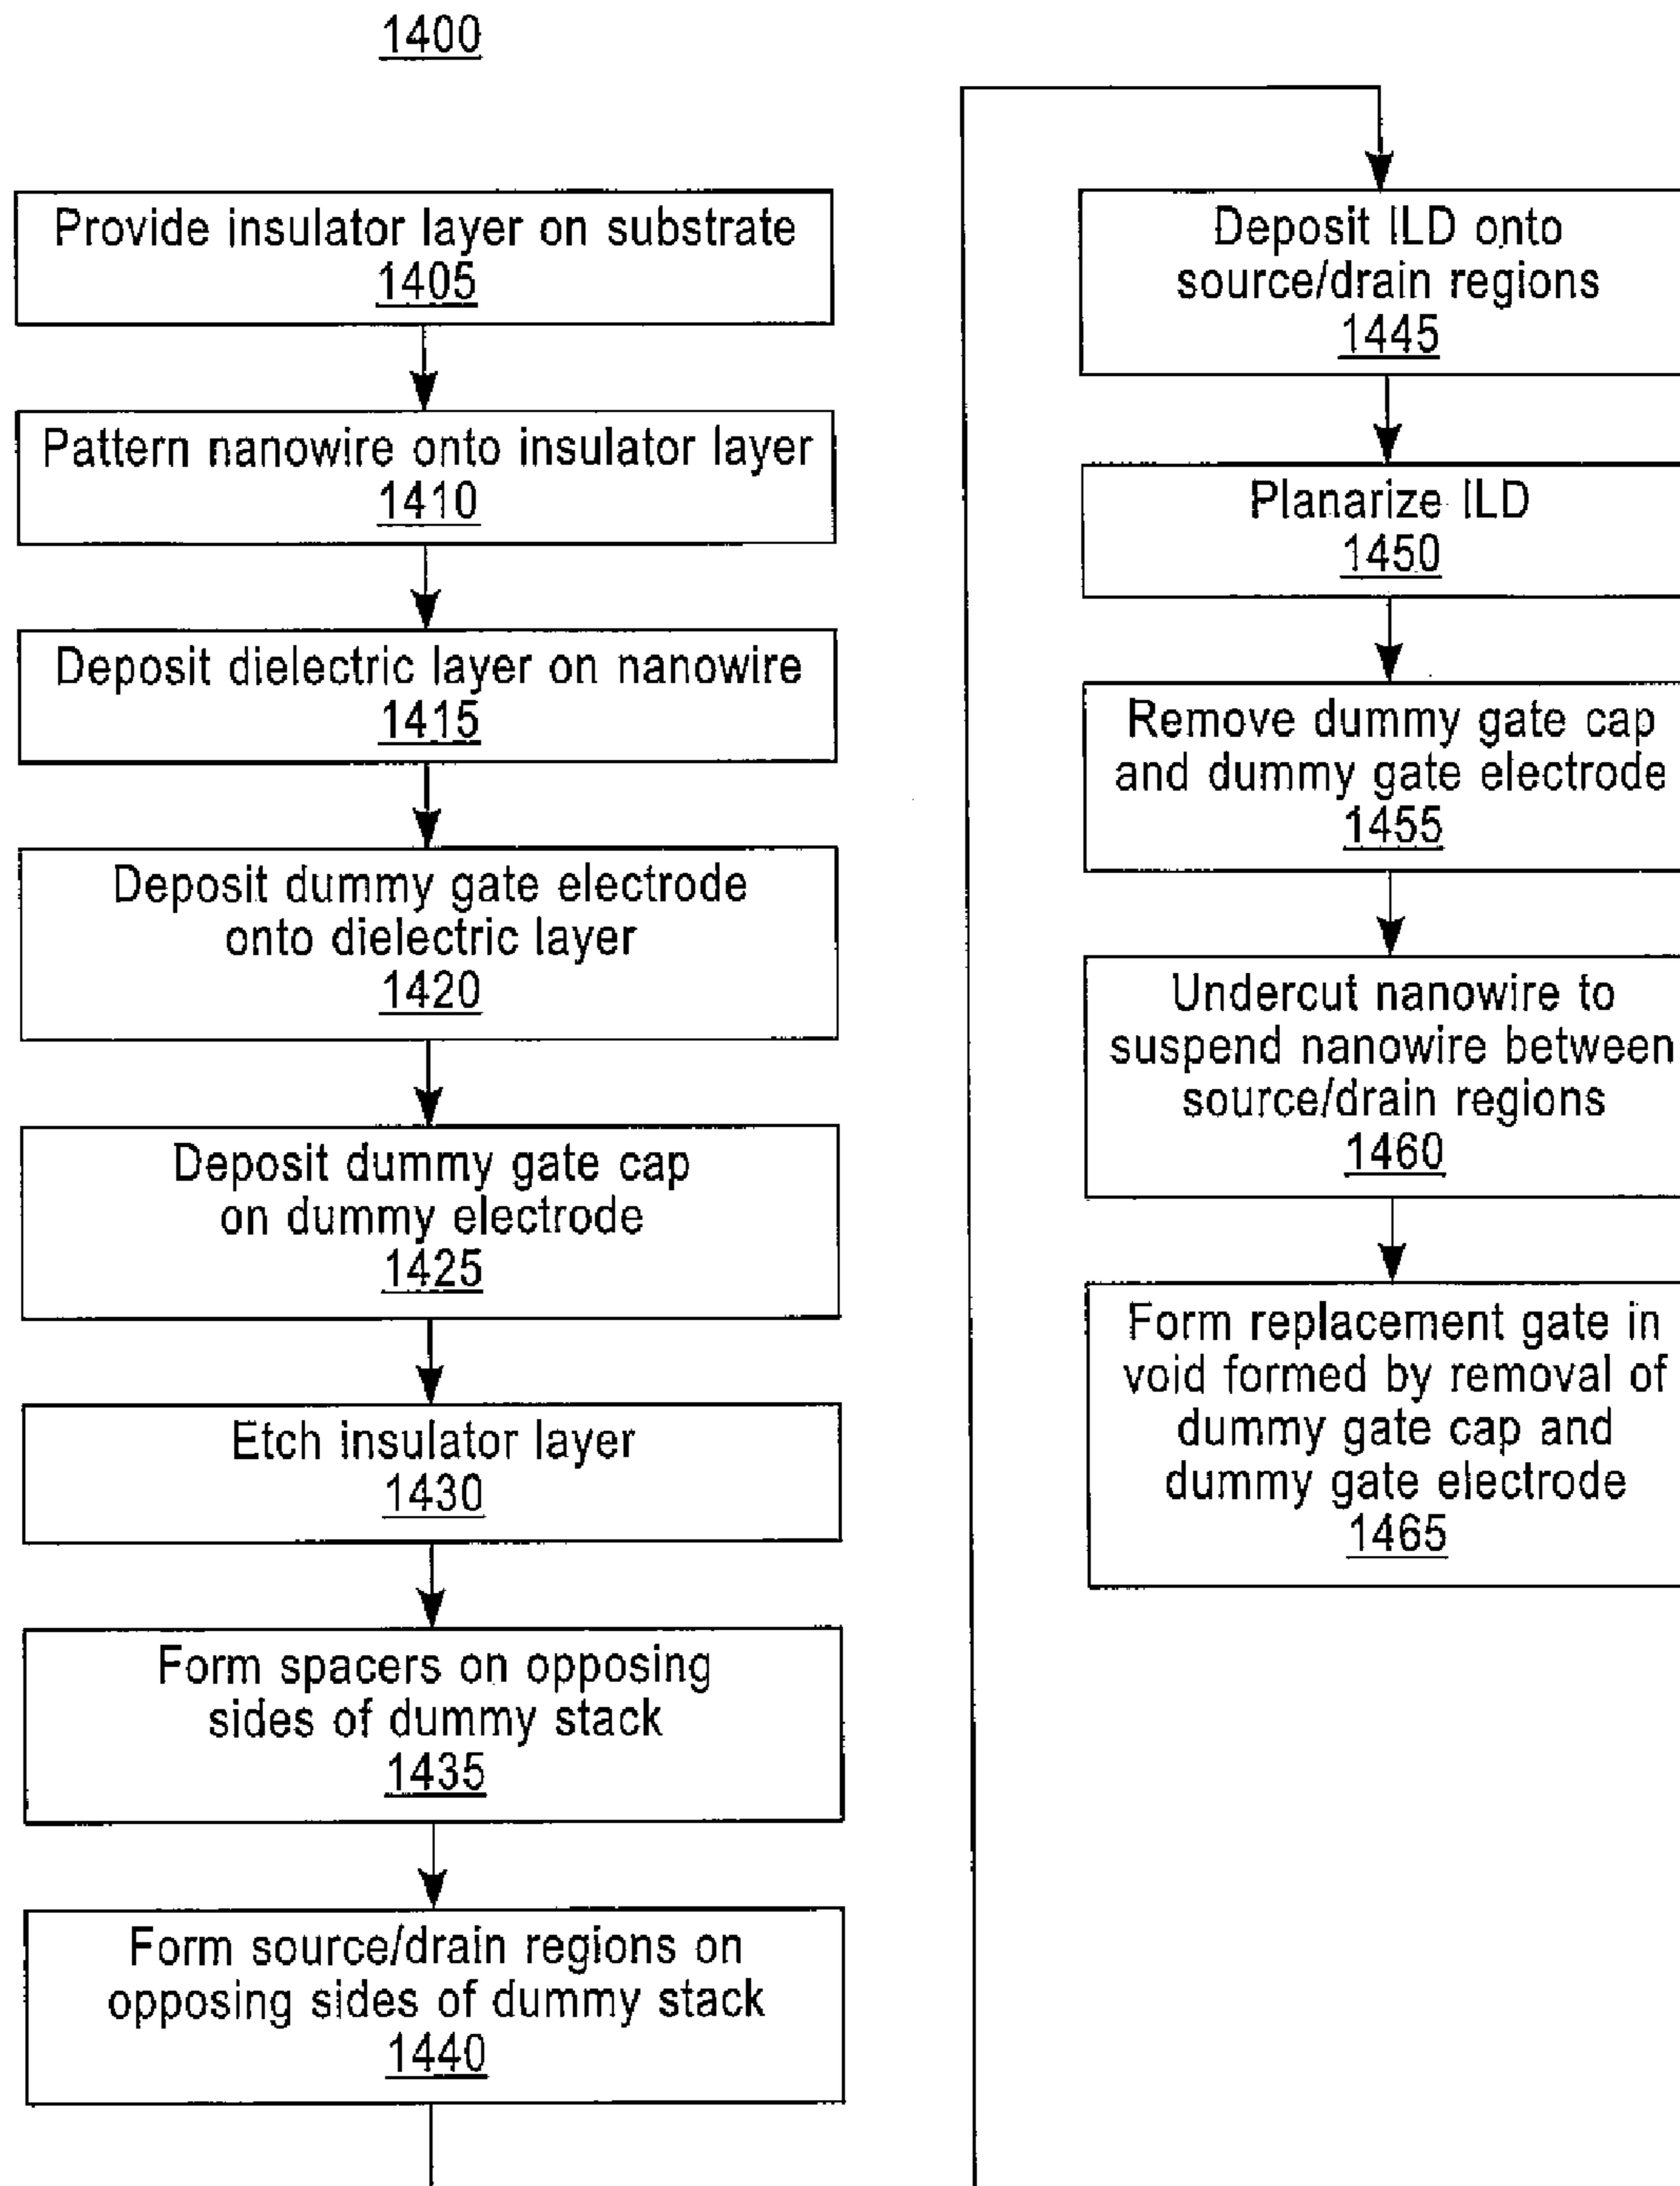 1400
Provide insulator layer on substrate
1405
Pattern nanowire onto insulator layer
1410
Deposit dielectric layer on nanowire
1415
Deposit dummy gate electrode
onto dielectric layer
1420
Deposit dummy gate cap
on dummy electrode
1425
Etch insulator layer
1430
Form spacers on opposing
sides of dummy stack
1435
Form source/drain regions on
opposing sides of dummy stack
1440
Deposit ILD onto
source/drain regions
1445
Planarize ILD
1450
Remove dummy gate cap
and dummy gate electrode
1455
Undercut nanowire to
suspend nanowire between
source/drain regions
1460
Form replacement gate in
void formed by removal of
dummy gate cap and
dummy gate electrode
1465